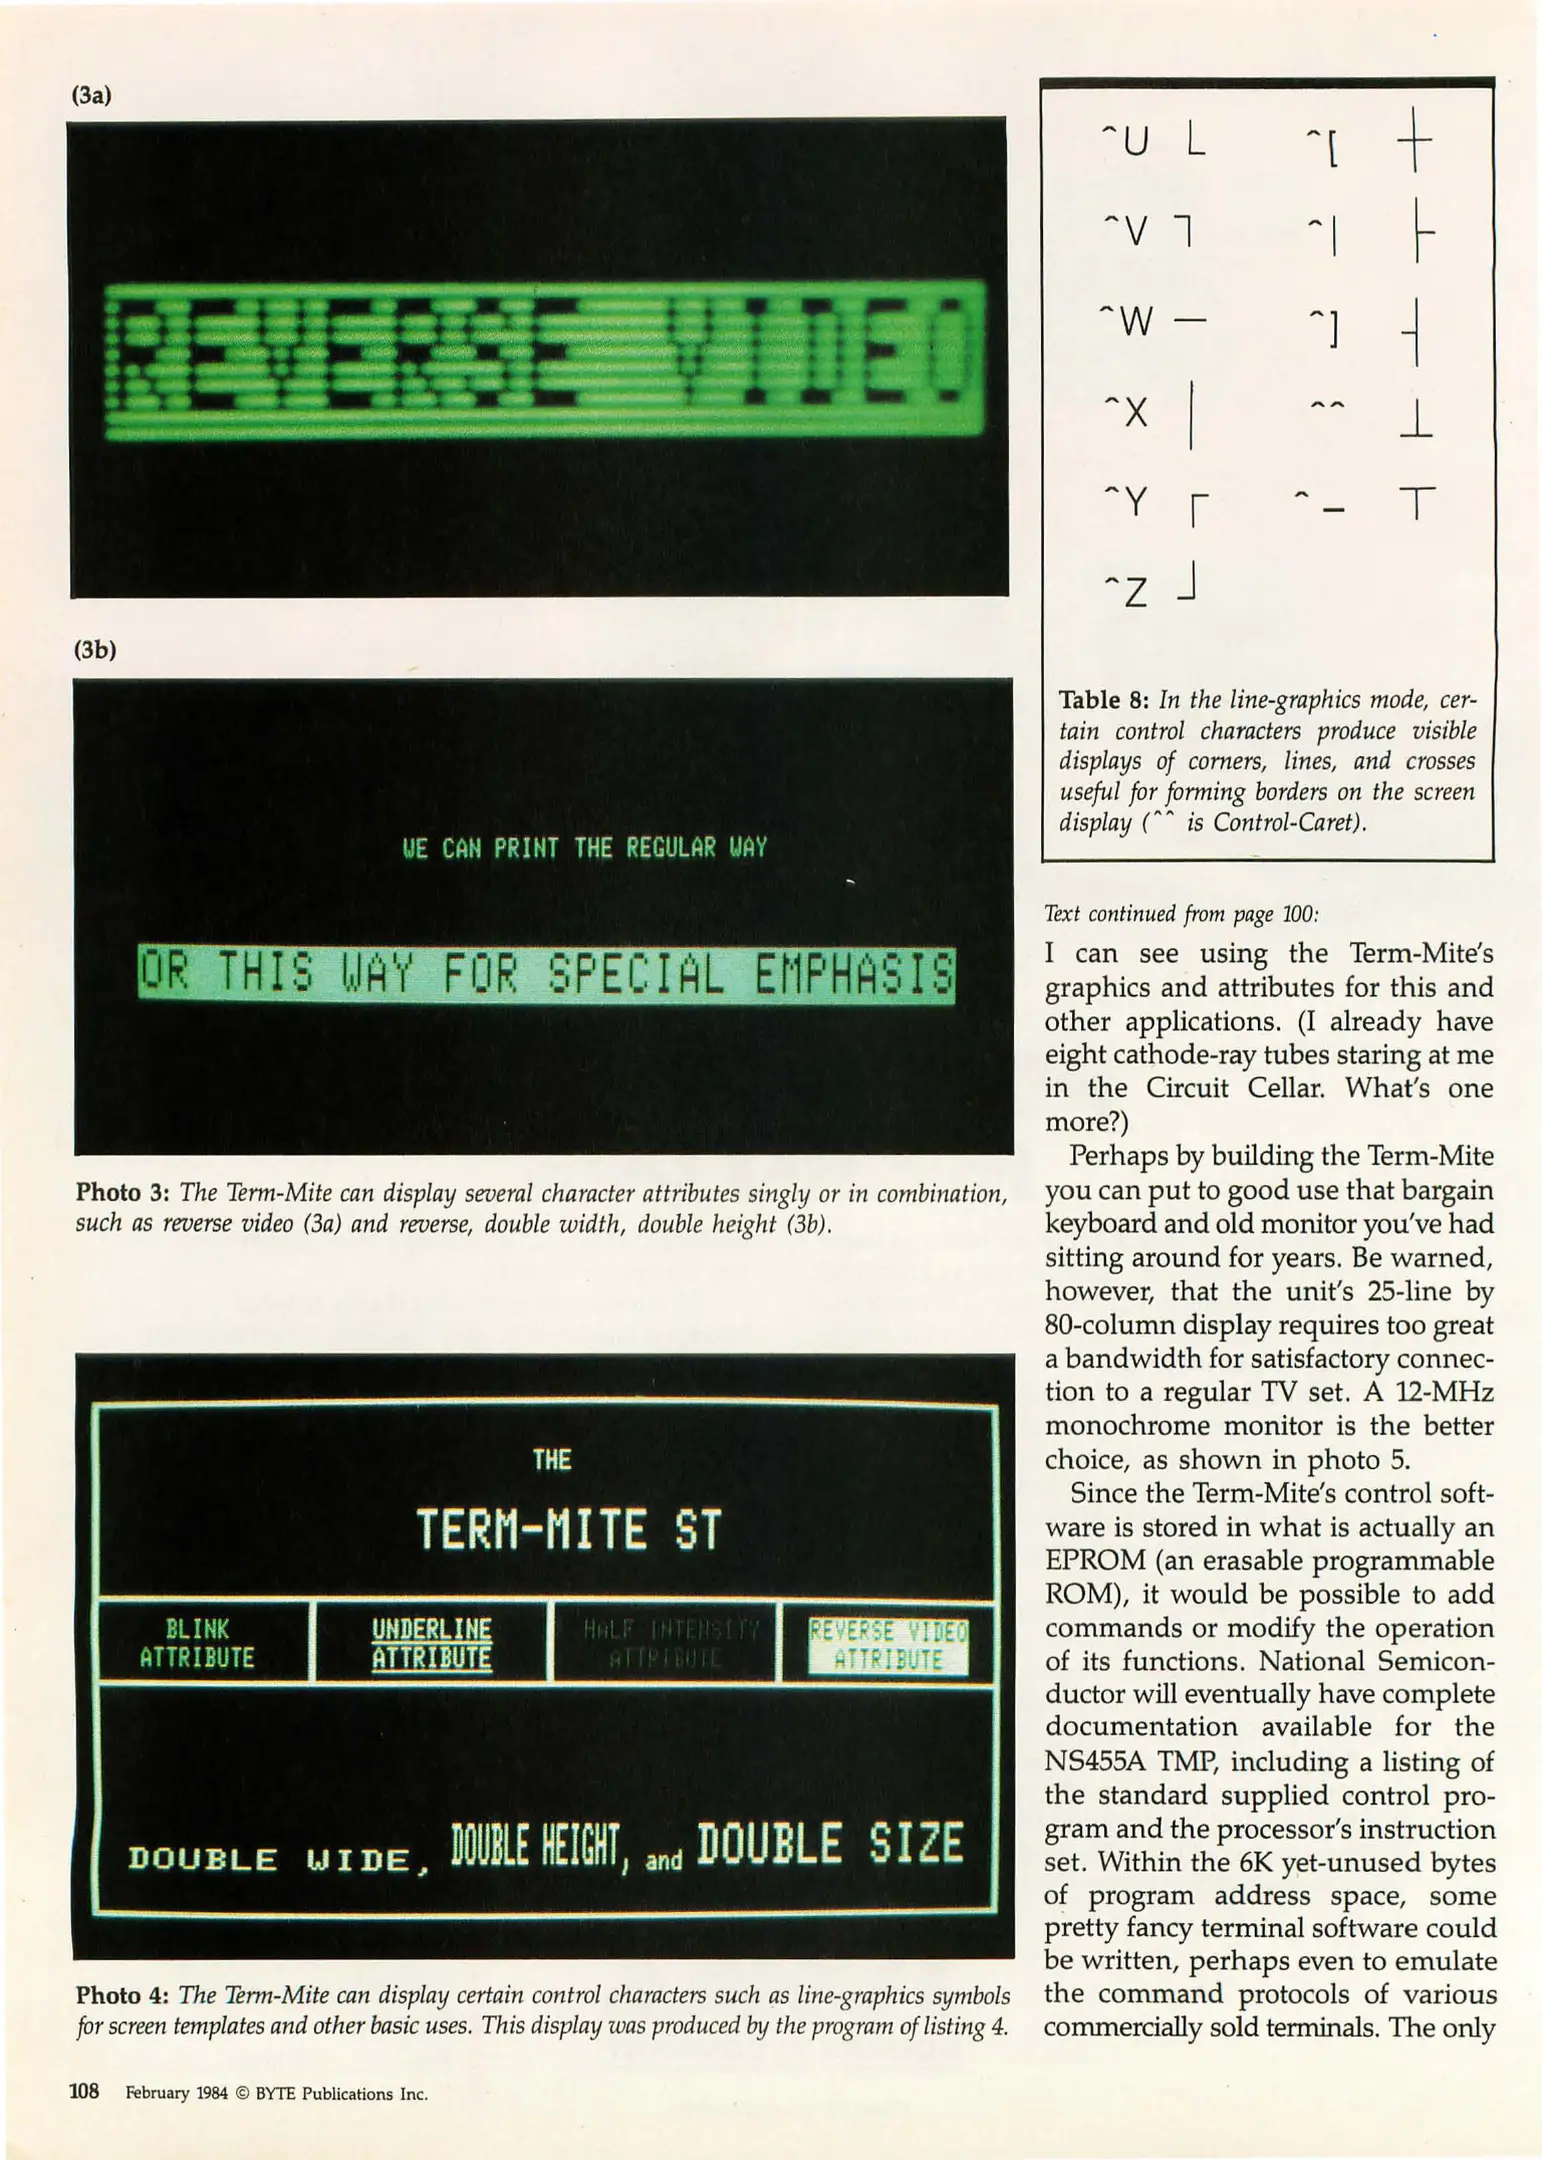 (3a)
REVERSE VIDEO
(3b)
WE CAN PRINT THE REGULAR WAY
OR THIS WAY FOR SPECIAL EMPHASIS
Photo 3: The Term-Mite can display several character attributes singly or in combination,
such as reverse video (3a) and reverse, double width, double height (3b).
THE
TERM-MITE ST
BLINK
ATTRIBUTE
UNDERLINE
ATTRIBUTE
HALF INTENSITY
ATTRIBUTE
REVERSE VIDEO
ATTRIBUTE
DOUBLE WIDE, DOUBLE HEIGHT, and DOUBLE SIZE
Photo 4: The Term-Mite can display certain control characters such as line-graphics symbols
for screen templates and other basic uses. This display was produced by the program of listing 4.
^U └ ^[ ┼
^V ┐ ^| ├
^W — ^] ┤
^X │ ^^ ┴
^Y ┌ ^_ ┬
^Z ┘
Table 8: In the line-graphics mode, cer-
tain control characters produce visible
displays of corners, lines, and crosses
useful for forming borders on the screen
display (^^ is Control-Caret).
Text continued from page 100:
I can see using the Term-Mite's
graphics and attributes for this and
other applications. (I already have
eight cathode-ray tubes staring at me
in the Circuit Cellar. What's one
more?)
Perhaps by building the Term-Mite
you can put to good use that bargain
keyboard and old monitor you've had
sitting around for years. Be warned,
however, that the unit's 25-line by
80-column display requires too great
a bandwidth for satisfactory connec-
tion to a regular TV set. A 12-MHz
monochrome monitor is the better
choice, as shown in photo 5.
Since the Term-Mite's control soft-
ware is stored in what is actually an
EPROM (an erasable programmable
ROM), it would be possible to add
commands or modify the operation
of its functions. National Semicon-
ductor will eventually have complete
documentation available for the
NS455A TMP, including a listing of
the standard supplied control pro-
gram and the processor's instruction
set. Within the 6K yet-unused bytes
of program address space, some
pretty fancy terminal software could
be written, perhaps even to emulate
the command protocols of various
commercially sold terminals. The only
108 February 1984 © BYTE Publications Inc.